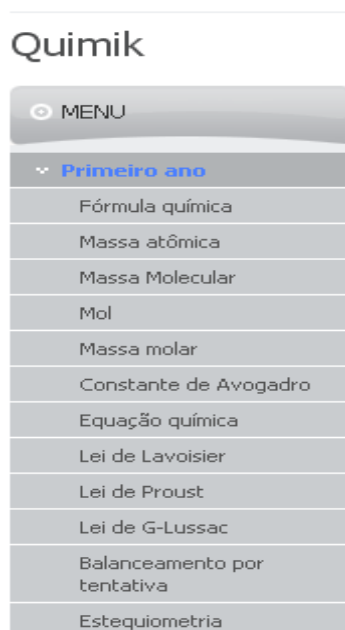 Quimik
MENU
Primeiro ano
Fórmula química
Massa atômica
Massa Molecular
Mol
Massa molar
Constante de Avogadro
Equação química
Lei de Lavoisier
Lei de Proust
Lei de G-Lussac
Balanceamento por
tentativa
Estequiometria